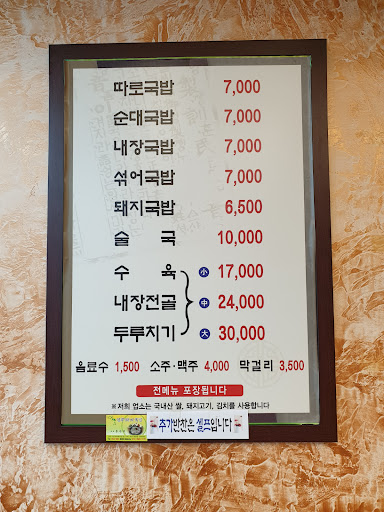 따로국밥 7,000
순대국밥 7,000
내장국밥 7,000
섞어국밥 7,000
돼지국밥 6,500
술 국 10,000
수 육 小 17,000
내장전골 中 24,000
두루치기 大 30,000
음료수 1,500 소주·맥주 4,000 막걸리 3,500
전메뉴 포장됩니다
※저희 업소는 국내산 쌀, 돼지고기, 김치를 사용합니다
추가반찬은 셀프입니다